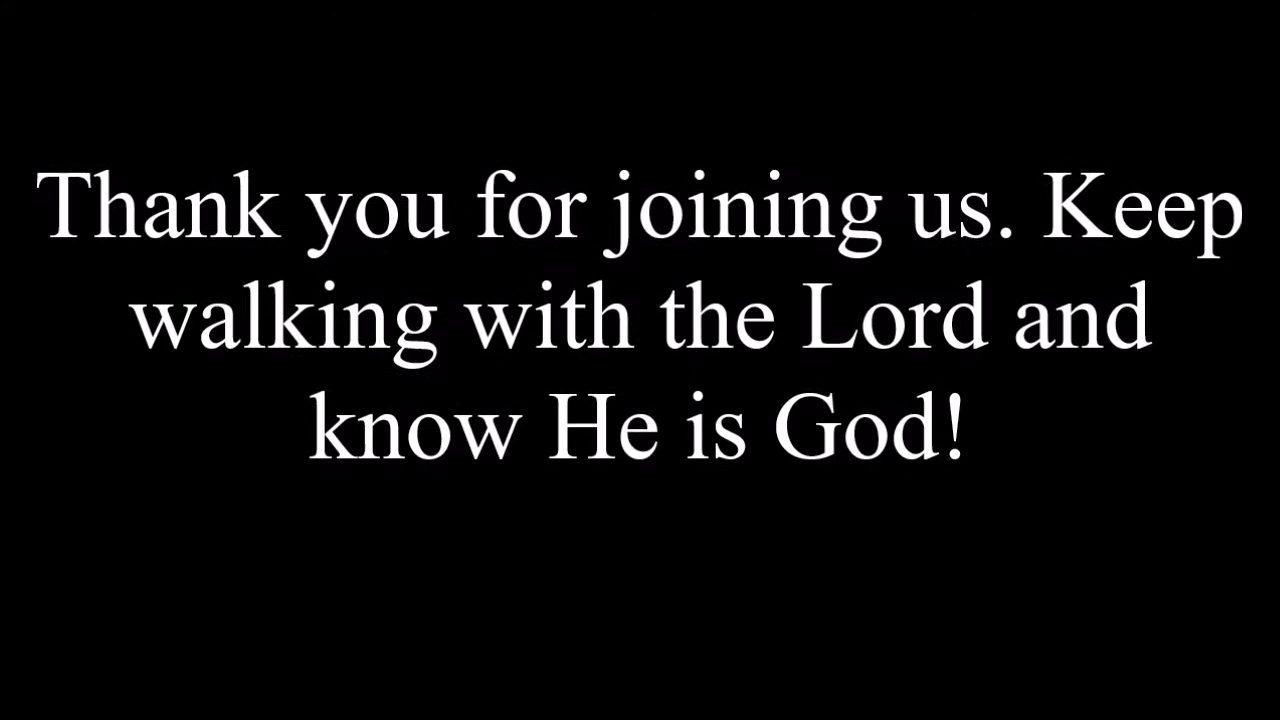 Thank you for joining us. Keep
walking with the Lord and
know He is God!